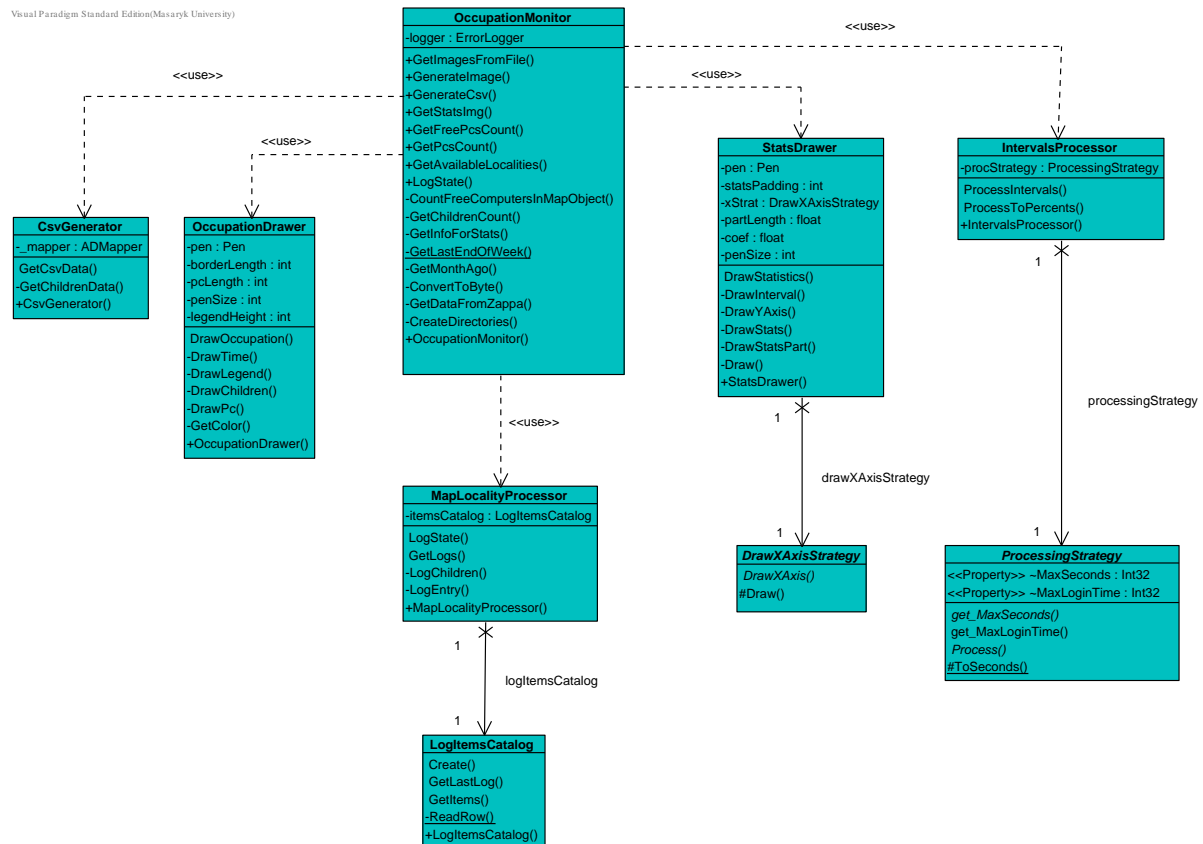 Visual Paradigm Standard Edition(Masaryk University)
OccupationMonitor
-logger : ErrorLogger
+GetImagesFromFile()
+GenerateImage()
+GenerateCsv()
+GetStatsImg()
+GetFreePcsCount()
+GetPcsCount()
+GetAvailableLocalities()
+LogState()
-CountFreeComputersInMapObject()
-GetChildrenCount()
-GetInfoForStats()
-GetLastEndOfWeek()
-GetMonthAgo()
-ConvertToByte()
-GetDataFromZappa()
-CreateDirectories()
+OccupationMonitor()
<<use>>
<<use>>
<<use>>
<<use>>
<<use>>
CsvGenerator
-_mapper : ADMapper
GetCsvData()
-GetChildrenData()
+CsvGenerator()
OccupationDrawer
-pen : Pen
-borderLength : int
-pcLength : int
-penSize : int
-legendHeight : int
DrawOccupation()
-DrawTime()
-DrawLegend()
-DrawChildren()
-DrawPc()
-GetColor()
+OccupationDrawer()
StatsDrawer
-pen : Pen
-statsPadding : int
-xStrat : DrawXAxisStrategy
-partLength : float
-coef : float
-penSize : int
DrawStatistics()
-DrawInterval()
-DrawYAxis()
-DrawStats()
-DrawStatsPart()
-Draw()
+StatsDrawer()
IntervalsProcessor
-procStrategy : ProcessingStrategy
ProcessIntervals()
ProcessToPercents()
+IntervalsProcessor()
1
processingStrategy
1
1
drawXAxisStrategy
1
MapLocalityProcessor
-itemsCatalog : LogItemsCatalog
LogState()
GetLogs()
-LogChildren()
-LogEntry()
+MapLocalityProcessor()
DrawXAxisStrategy
DrawXAxis()
#Draw()
ProcessingStrategy
<<Property>> ~MaxSeconds : Int32
<<Property>> ~MaxLoginTime : Int32
get_MaxSeconds()
get_MaxLoginTime()
Process()
#ToSeconds()
1
logItemsCatalog
1
LogItemsCatalog
Create()
GetLastLog()
GetItems()
-ReadRow()
+LogItemsCatalog()